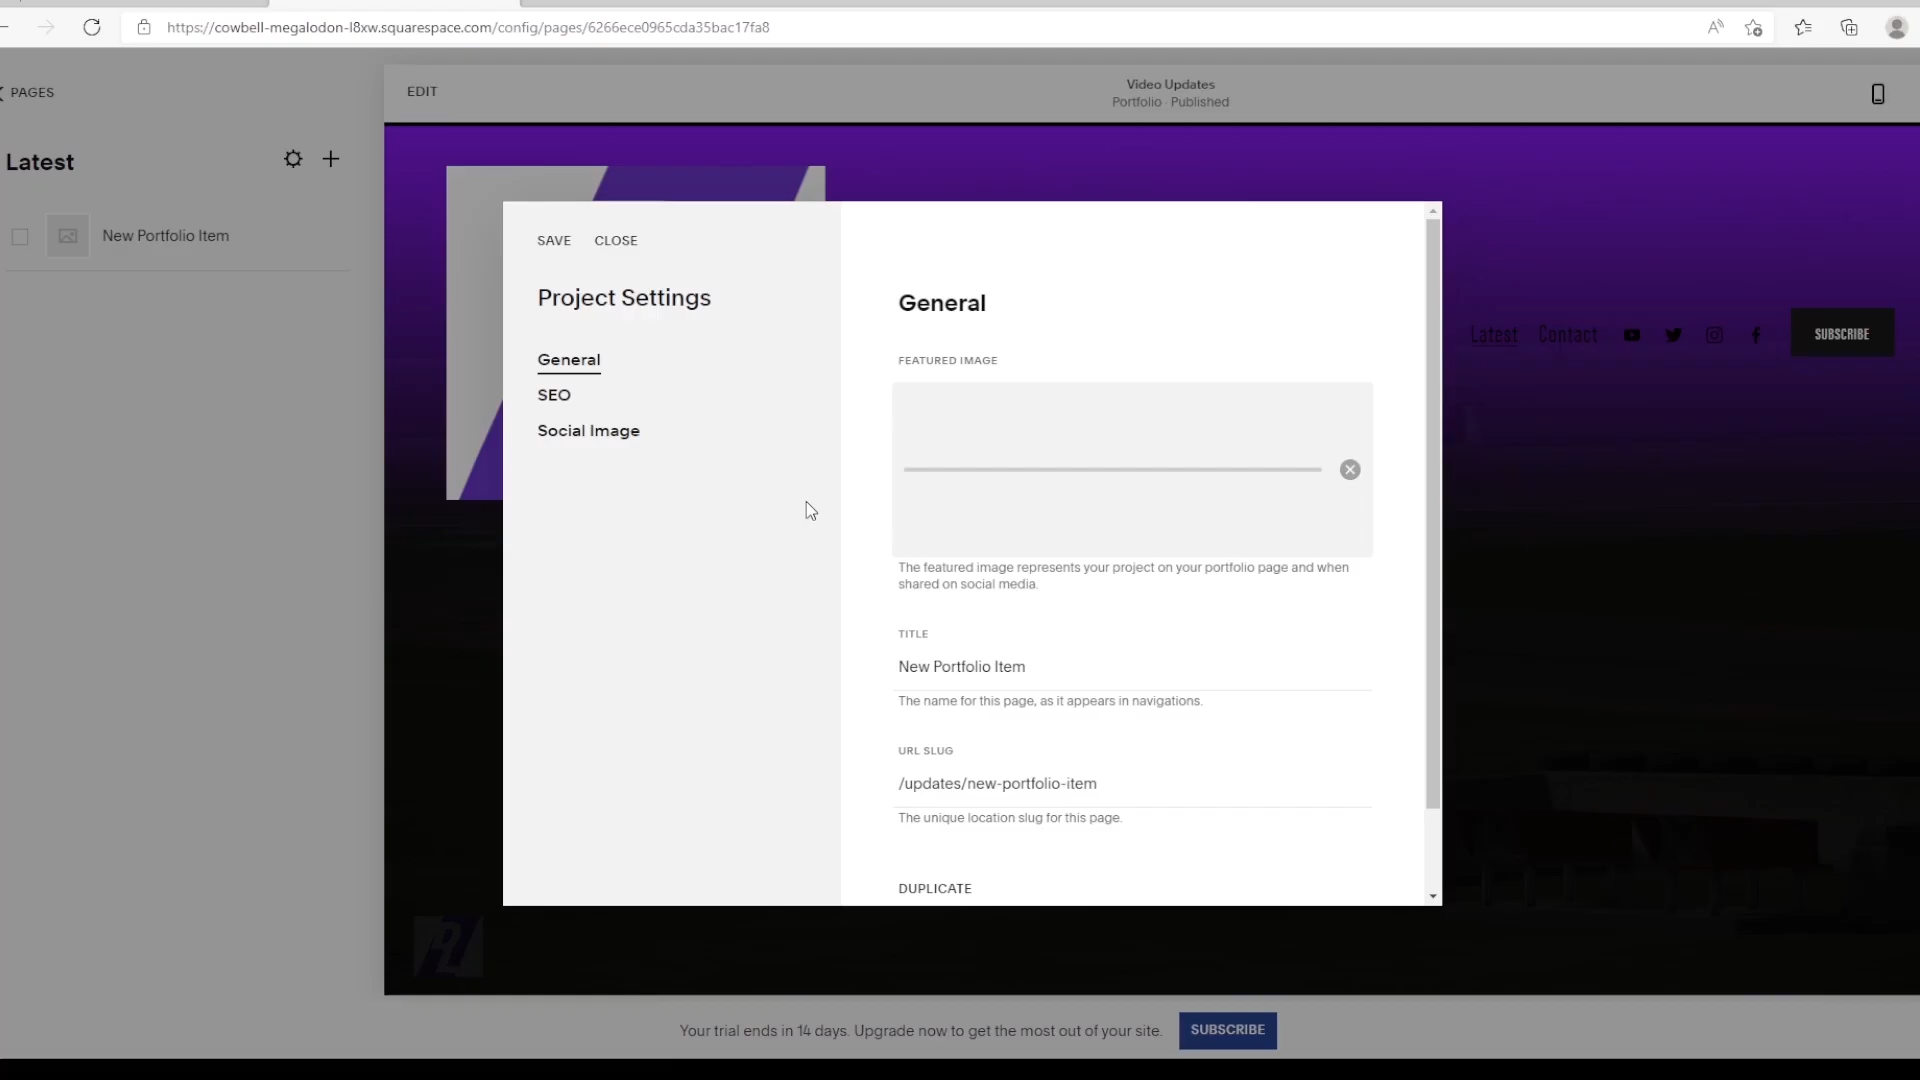 https://cowbell-megalodon-l8xw.squarespace.com/config/pages/6266ece0965cda35bac17fa8
PAGES
EDIT
Video Updates
Portfolio · Published
Latest
New Portfolio Item
SAVE CLOSE
Project Settings
General
SEO
Social Image
General
FEATURED IMAGE
The featured image represents your project on your portfolio page and when
shared on social media.
TITLE
New Portfolio Item
The name for this page, as it appears in navigations.
URL SLUG
/updates/new-portfolio-item
The unique location slug for this page.
DUPLICATE
Latest Contact SUBSCRIBE
Your trial ends in 14 days. Upgrade now to get the most out of your site. SUBSCRIBE